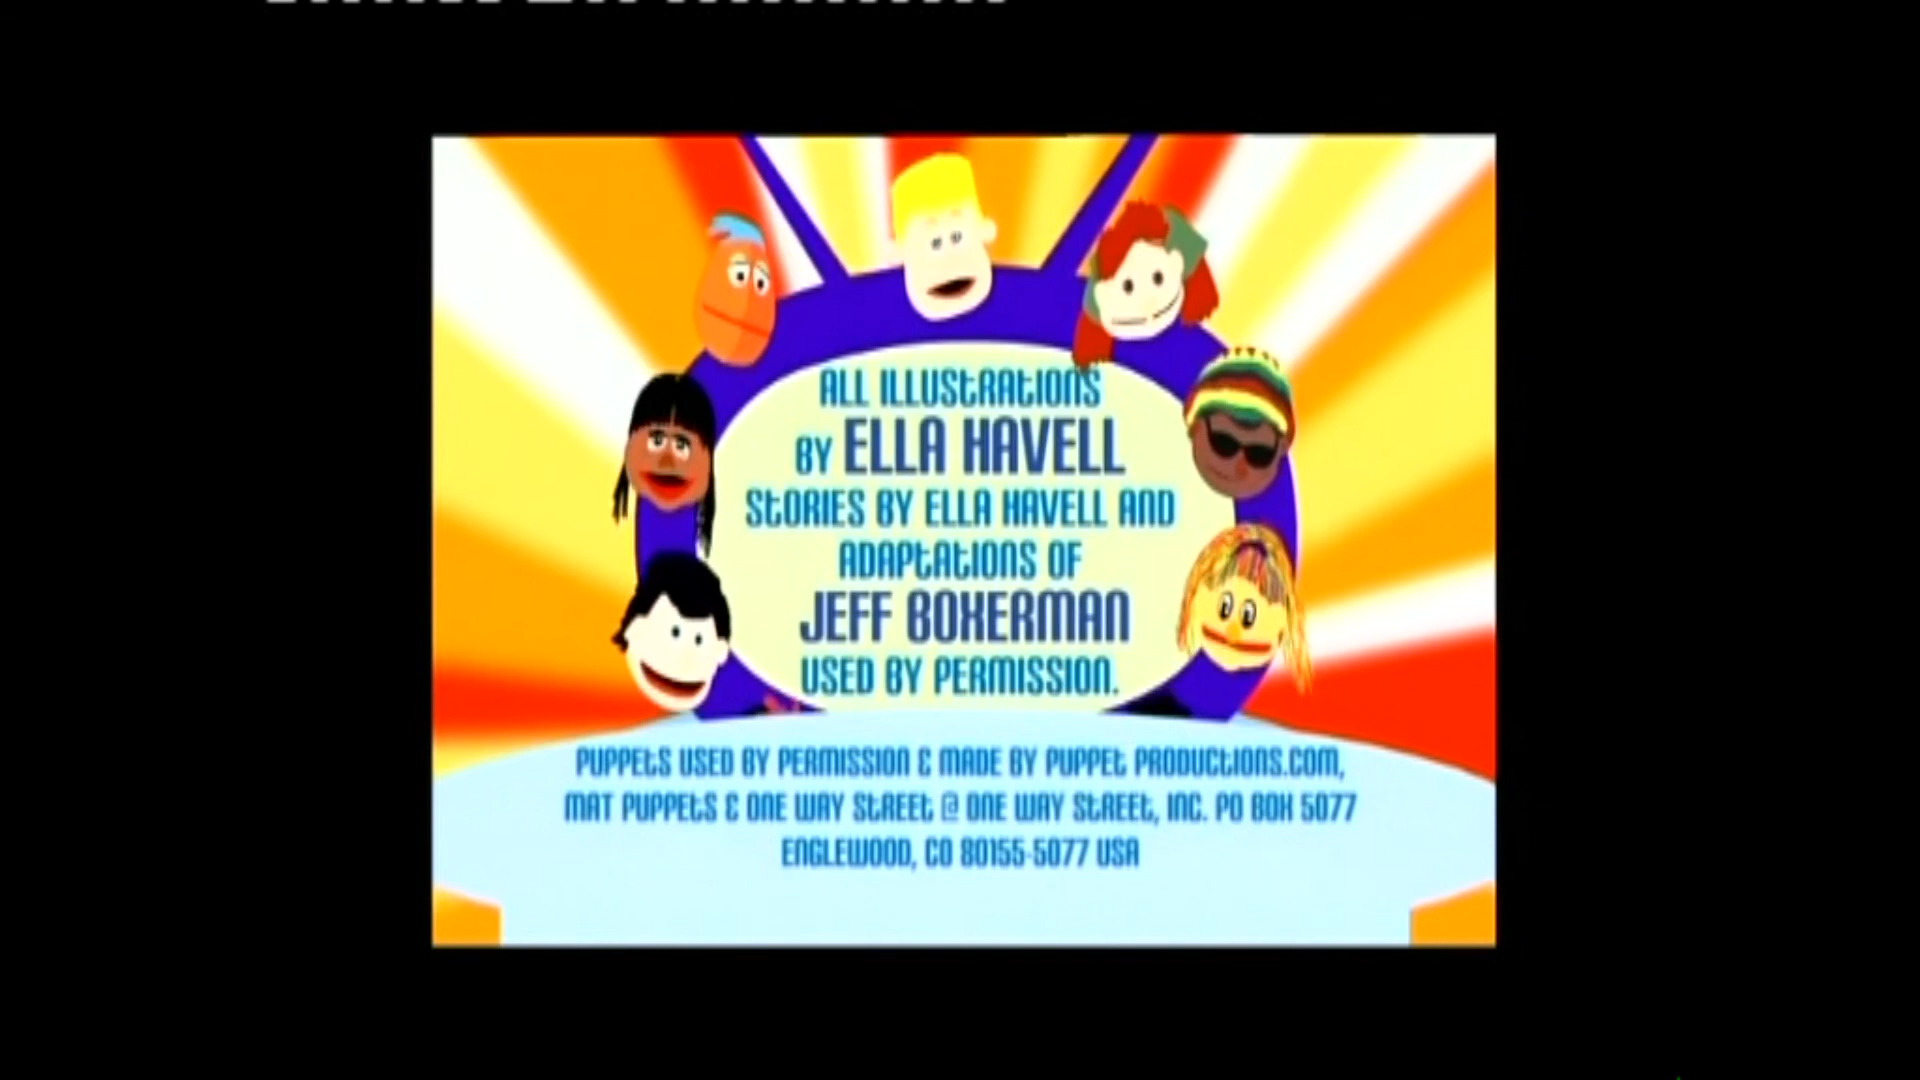 ALL ILLUSTRATIONS
BY ELLA HAVELL
STORIES BY ELLA HAVELL AND
ADAPTATIONS OF
JEFF BOXERMAN
USED BY PERMISSION.
PUPPETS USED BY PERMISSION & MADE BY PUPPET PRODUCTIONS.COM,
MAT PUPPETS & ONE WAY STREET @ ONE WAY STREET, INC. PO BOX 5077
ENGLEWOOD, CO 80155-5077 USA